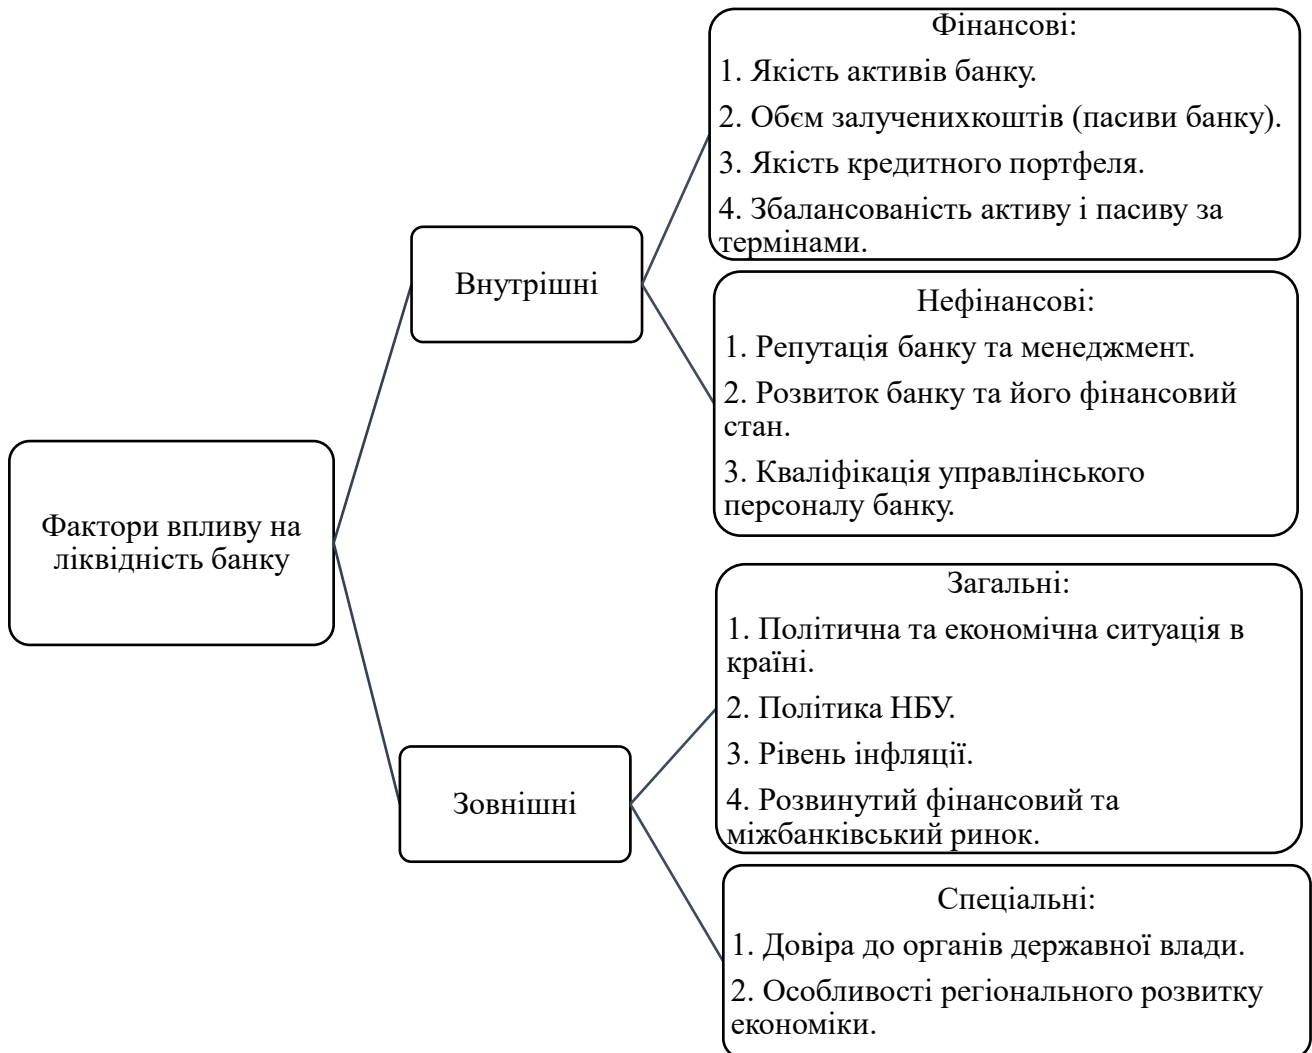 Фінансові:
1. Якість активів банку.
2. Обєм залученихкоштів (пасиви банку).
3. Якість кредитного портфеля.
4. Збалансованість активу і пасиву за
термінами.
Внутрішні
Нефінансові:
1. Репутація банку та менеджмент.
2. Розвиток банку та його фінансовий
стан.
3. Кваліфікація управлінського
персоналу банку.
Фактори впливу на
ліквідність банку
Загальні:
1. Політична та економічна ситуація в
країні.
2. Політика НБУ.
3. Рівень інфляції.
4. Розвинутий фінансовий та
міжбанківський ринок.
Зовнішні
Спеціальні:
1. Довіра до органів державної влади.
2. Особливості регіонального розвитку
економіки.